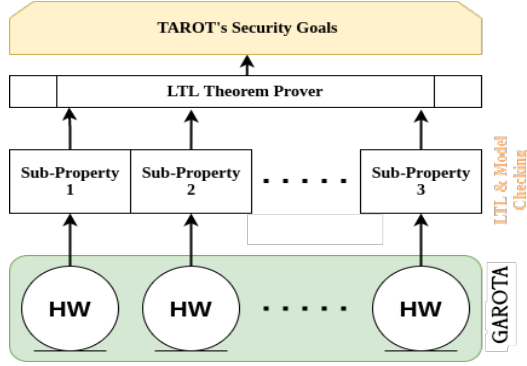 TAROT's Security Goals
LTL Theorem Prover
Sub-Property
1
Sub-Property
2
Sub-Property
3
LTL & Model
Checking
HW
HW
HW
GAROTA